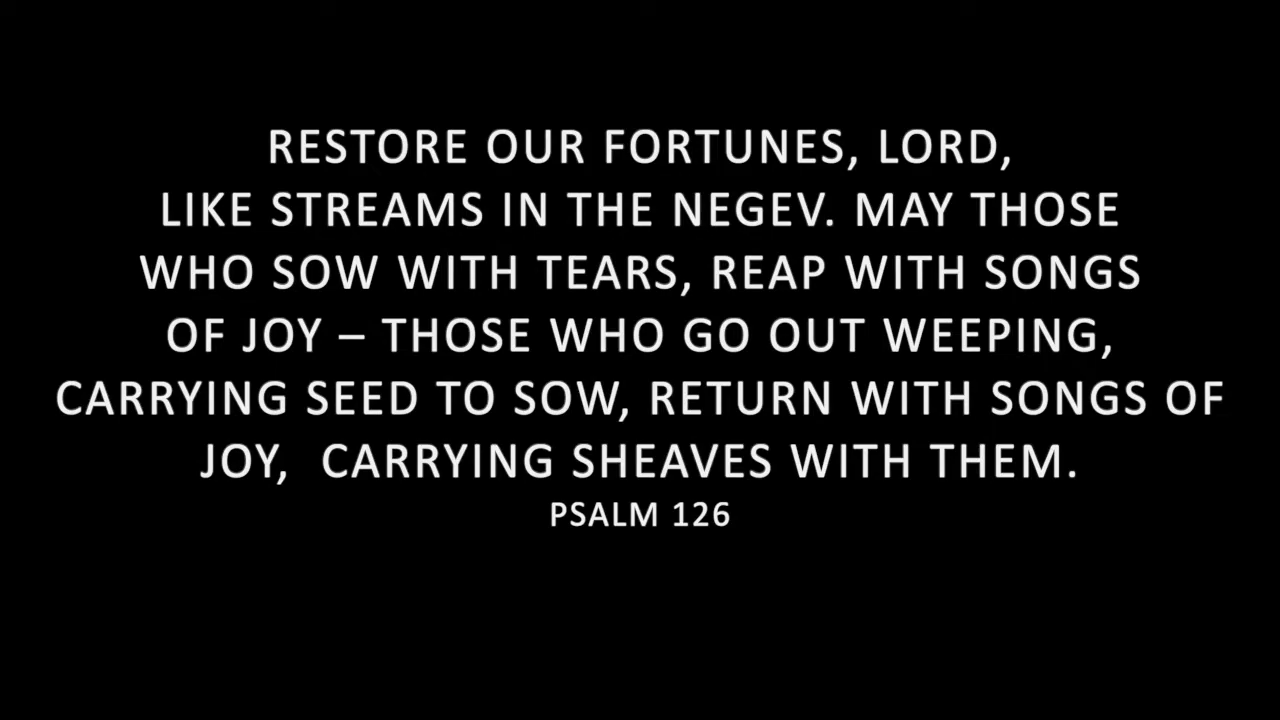 RESTORE OUR FORTUNES, LORD,
LIKE STREAMS IN THE NEGEV. MAY THOSE
WHO SOW WITH TEARS, REAP WITH SONGS
OF JOY – THOSE WHO GO OUT WEEPING,
CARRYING SEED TO SOW, RETURN WITH SONGS OF
JOY,  CARRYING SHEAVES WITH THEM.
PSALM 126